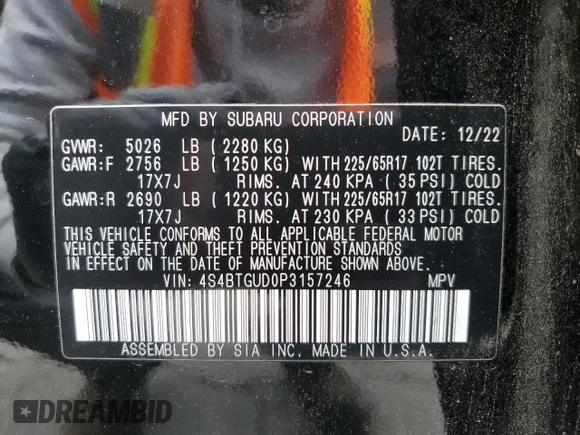 MFD BY SUBARU CORPORATION
DATE: 12/22
GVWR: 5026 LB ( 2280 KG)
GAWR:F 2756 LB ( 1250 KG) WITH 225/65R17 102T TIRES.
17X7J RIMS. AT 240 KPA ( 35 PSI) COLD
GAWR:R 2690 LB ( 1220 KG) WITH 225/65R17 102T TIRES.
17X7J RIMS. AT 230 KPA ( 33 PSI) COLD
THIS VEHICLE CONFORMS TO ALL APPLICABLE FEDERAL MOTOR
VEHICLE SAFETY AND THEFT PREVENTION STANDARDS
IN EFFECT ON THE DATE OF MANUFACTURE SHOWN ABOVE.
VIN: 4S4BTGUD0P3157246 MPV
ASSEMBLED BY SIA INC. MADE IN U.S.A.
DREAMBID